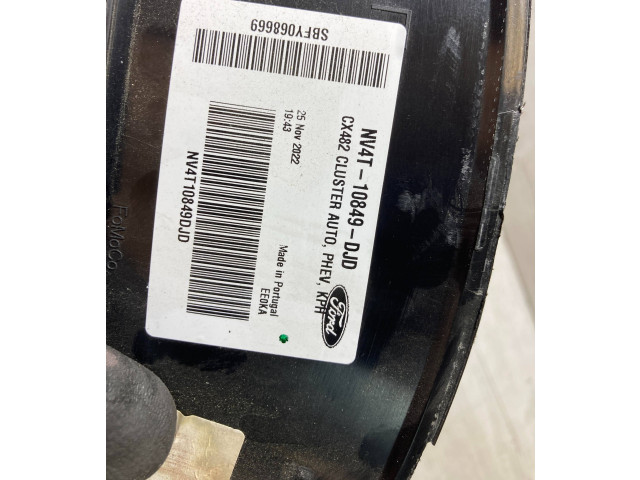 NV4T-10849-DJD
CX482 CLUSTER AUTO, PHEV, KPH
Ford
25 Nov 2022
19:43
Made in Portugal
EE0KA
NV4T10849DJD
SBFY068669
FoMoCo